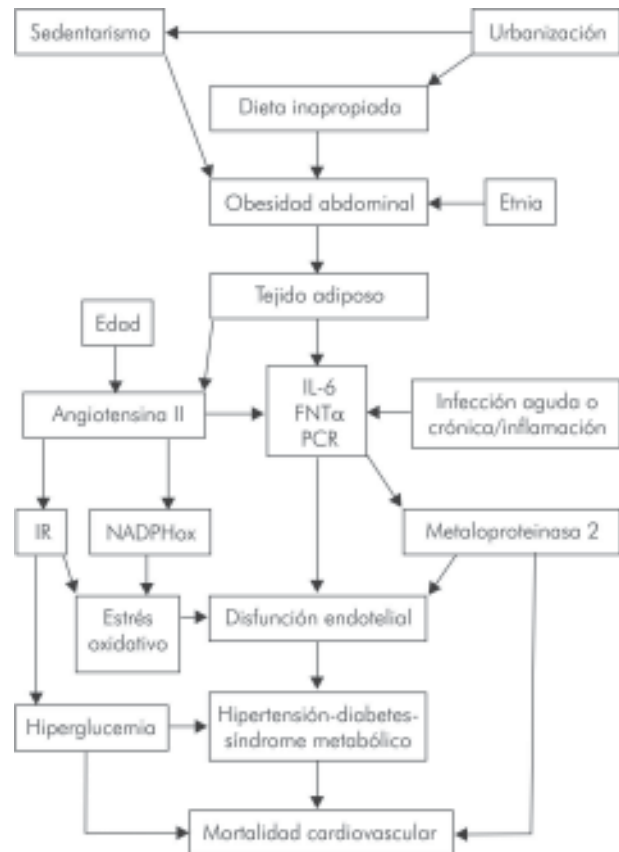 Sedentarismo
Urbanización
Dieta inapropiada
Obesidad abdominal
Etnia
Tejido adiposo
Edad
IL-6
FNTα
PCR
Angiotensina II
Infección aguda o
crónica/inflamación
IR
NADPHox
Metaloproteinasa 2
Estrés
oxidativo
Disfunción endotelial
Hiperglucemia
Hipertensión-diabetes-
síndrome metabólico
Mortalidad cardiovascular